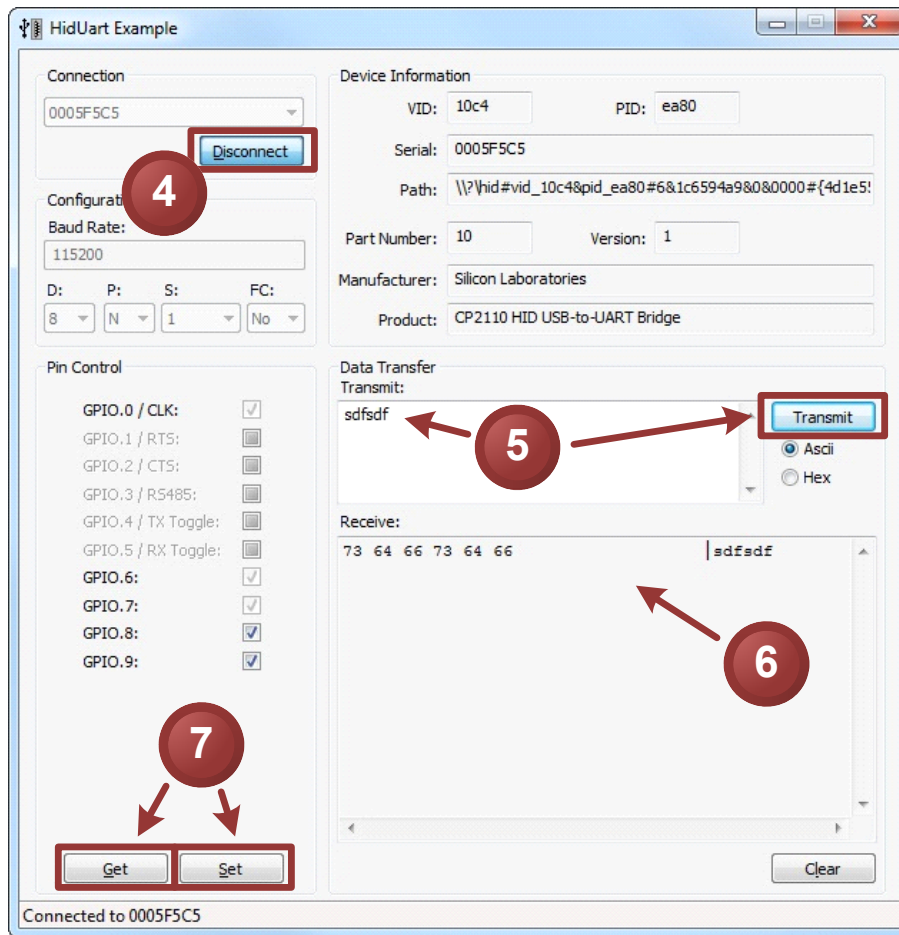 HidUart Example
Connection
0005F5C5
Disconnect
4
Configurati
Baud Rate:
115200
D: P: S: FC:
8 N 1 No
Device Information
VID: 10c4 PID: ea80
Serial: 0005F5C5
Path: \\?\hid#vid_10c4&pid_ea80#6&1c6594a9&0&0000#{4d1e55
Part Number: 10 Version: 1
Manufacturer: Silicon Laboratories
Product: CP2110 HID USB-to-UART Bridge
Pin Control
GPIO.0 / CLK:
GPIO.1 / RTS:
GPIO.2 / CTS:
GPIO.3 / RS485:
GPIO.4 / TX Toggle:
GPIO.5 / RX Toggle:
GPIO.6:
GPIO.7:
GPIO.8:
GPIO.9:
7
Get Set
Data Transfer
Transmit:
sdfsdf
5
Transmit
Ascii
Hex
Receive:
73 64 66 73 64 66 sdfsdf
6
Clear
Connected to 0005F5C5